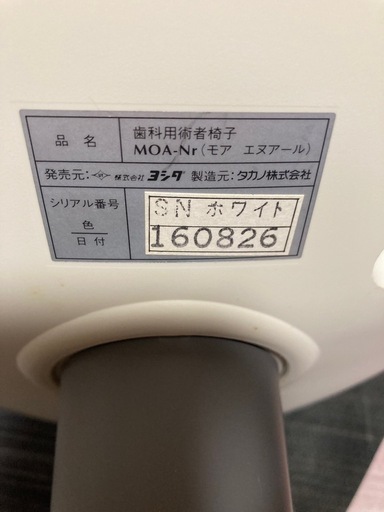 品 名 歯科用術者椅子
MOA-Nr(モア エヌアール)
発売元: 株式会社 ヨシダ 製造元: タカノ株式会社
シリアル番号 SN ホワイト
色
日付 160826